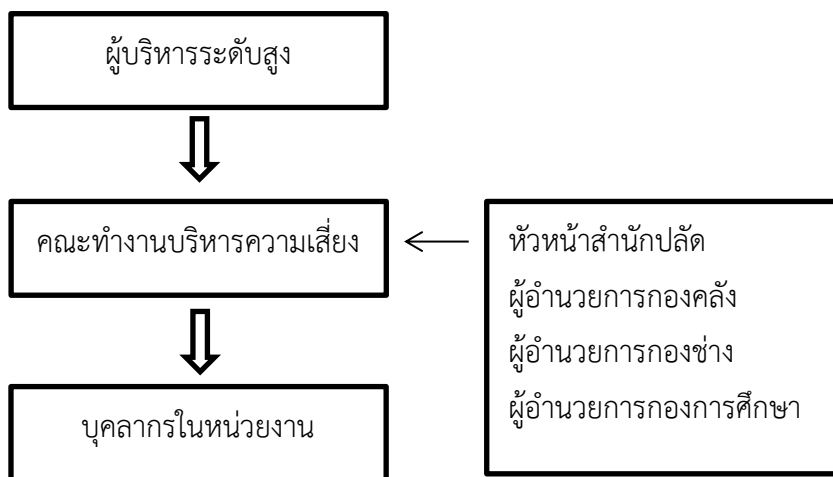 ผู้บริหารระดับสูง
คณะทำงานบริหารความเสี่ยง
หัวหน้าสำนักปลัด
ผู้อำนวยการกองคลัง
ผู้อำนวยการกองช่าง
ผู้อำนวยการกองการศึกษา
บุคลากรในหน่วยงาน